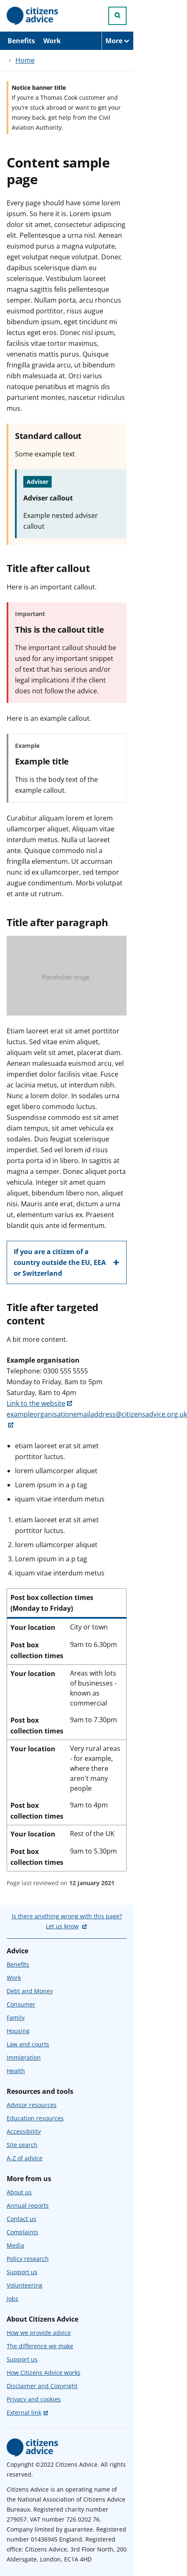 citizens
advice
Benefits Work More
Home
Notice banner title
If you're a Thomas Cook customer and
you're stuck abroad or want to get your
money back, get help from the Civil
Aviation Authority.
Content sample
page
Every page should have some lorem
ipsum. So here it is. Lorem ipsum
dolor sit amet, consectetur adipiscing
elit. Pellentesque a urna nisl. Aenean
euismod purus a magna vulputate,
eget volutpat neque volutpat. Donec
dapibus scelerisque diam eu
scelerisque. Vestibulum lacinia
magna sagittis felis pellentesque
semper. Nullam porta, arcu rhoncus
euismod porttitor, risus augue
bibendum ipsum, eget tincidunt mi
lectus eget eros. Donec nisl ipsum,
facilisis vitae tortor maximus,
venenatis mattis purus. Quisque
fringilla gravida arcu, ut bibendum
nibh malesuada at. Orci varius
natoque penatibus et magnis dis
parturient montes, nascetur ridiculus
mus.
Standard callout
Some example text
Adviser
Adviser callout
Example nested adviser
callout
Title after callout
Here is an important callout.
Important
This is the callout title
The important callout should be
used for any important snippet
of text that has serious and/or
legal implications if the client
does not follow the advice.
Here is an example callout.
Example
Example title
This is the body text of the
example callout.
Curabitur aliquam lorem et lorem
ullamcorper aliquet. Aliquam vitae
interdum metus. Nulla ut laoreet
ante. Quisque commodo nisi a
fringilla elementum. Ut accumsan
nunc id ex ullamcorper, sed tempor
augue condimentum. Morbi volutpat
et ante ut rutrum.
Title after paragraph
Placeholder image
Etiam laoreet erat sit amet porttitor
luctus. Sed vitae enim aliquet,
aliquam velit sit amet, placerat diam.
Aenean malesuada arcu velit, vel
imperdiet dolor facilisis vitae. Fusce
ac lacinia metus, ut interdum nibh.
Nunc a lorem dolor. In sodales urna
eget libero commodo luctus.
Suspendisse commodo est sit amet
diam tempus, sit amet vehicula dolor
sodales. Duis feugiat scelerisque
imperdiet. Sed vel lorem id risus
porta porta id in libero. In sagittis at
magna a semper. Donec aliquet porta
vehicula. Integer sit amet quam
aliquet, bibendum libero non, aliquet
mi. Mauris ante erat, dictum a urna
ut, elementum varius ex. Praesent
blandit quis ante id fermentum.
If you are a citizen of a
country outside the EU, EEA
or Switzerland
Title after targeted
content
A bit more content.
Example organisation
Telephone: 0300 555 5555
Monday to Friday, 8am to 5pm
Saturday, 8am to 4pm
Link to the website
exampleorganisationemailaddress@citizensadvice.org.uk
etiam laoreet erat sit amet
porttitor luctus.
lorem ullamcorper aliquet
Lorem ipsum in a p tag
iquam vitae interdum metus
1. etiam laoreet erat sit amet
porttitor luctus.
2. lorem ullamcorper aliquet
3. Lorem ipsum in a p tag
4. iquam vitae interdum metus
Post box collection times
(Monday to Friday)
Your location City or town
Post box 9am to 6.30pm
collection times
Your location Areas with lots
of businesses -
known as
commercial
Post box 9am to 7.30pm
collection times
Your location Very rural areas
- for example,
where there
aren't many
people
Post box 9am to 4pm
collection times
Your location Rest of the UK
Post box 9am to 5.30pm
collection times
Page last reviewed on 12 January 2021
Is there anything wrong with this page?
Let us know
Advice
Benefits
Work
Debt and Money
Consumer
Family
Housing
Law and courts
Immigration
Health
Resources and tools
Advisor resources
Education resources
Accessibility
Site search
A-Z of advice
More from us
About us
Annual reports
Contact us
Complaints
Media
Policy research
Support us
Volunteering
Jobs
About Citizens Advice
How we provide advice
The difference we make
Support us
How Citizens Advice works
Disclaimer and Copyright
Privacy and cookies
External link
citizens
advice
Copyright ©2022 Citizens Advice. All rights
reserved.
Citizens Advice is an operating name of
the National Association of Citizens Advice
Bureaux. Registered charity number
279057. VAT number 726 0202 76.
Company limited by guarantee. Registered
number 01436945 England. Registered
office: Citizens Advice, 3rd Floor North, 200
Aldersgate, London, EC1A 4HD